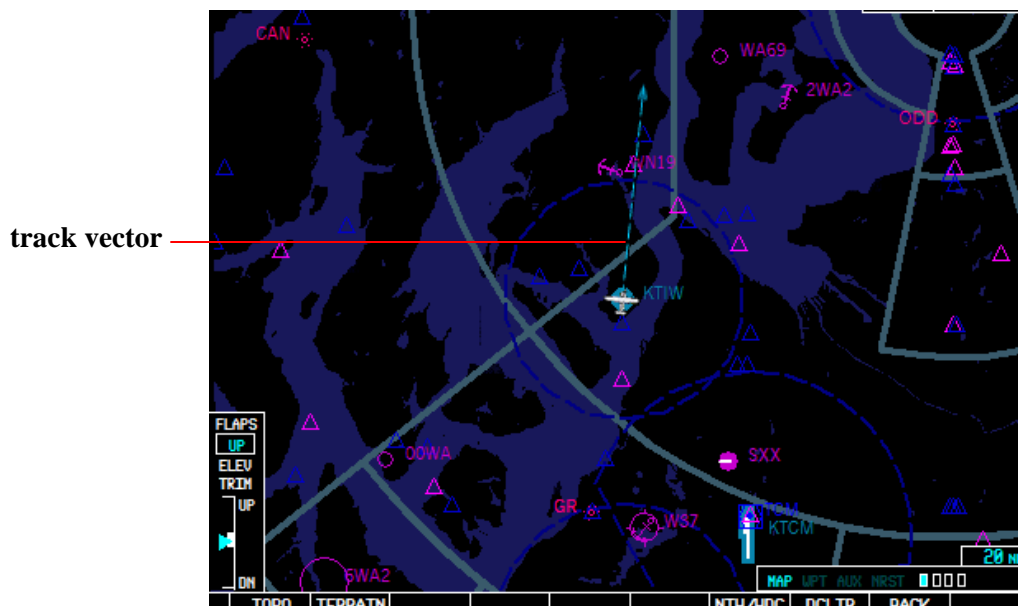 CAN
WA69
2WA2
ODD
WN19
track vector
KTIW
FLAPS
UP
ELEV
TRIM
UP
DN
00WA
SXX
GR
W37
KTCM
6WA2
20
MAP WPT AUX NRST
TOPO TERRAIN NTH/HDG DCLTR BACK